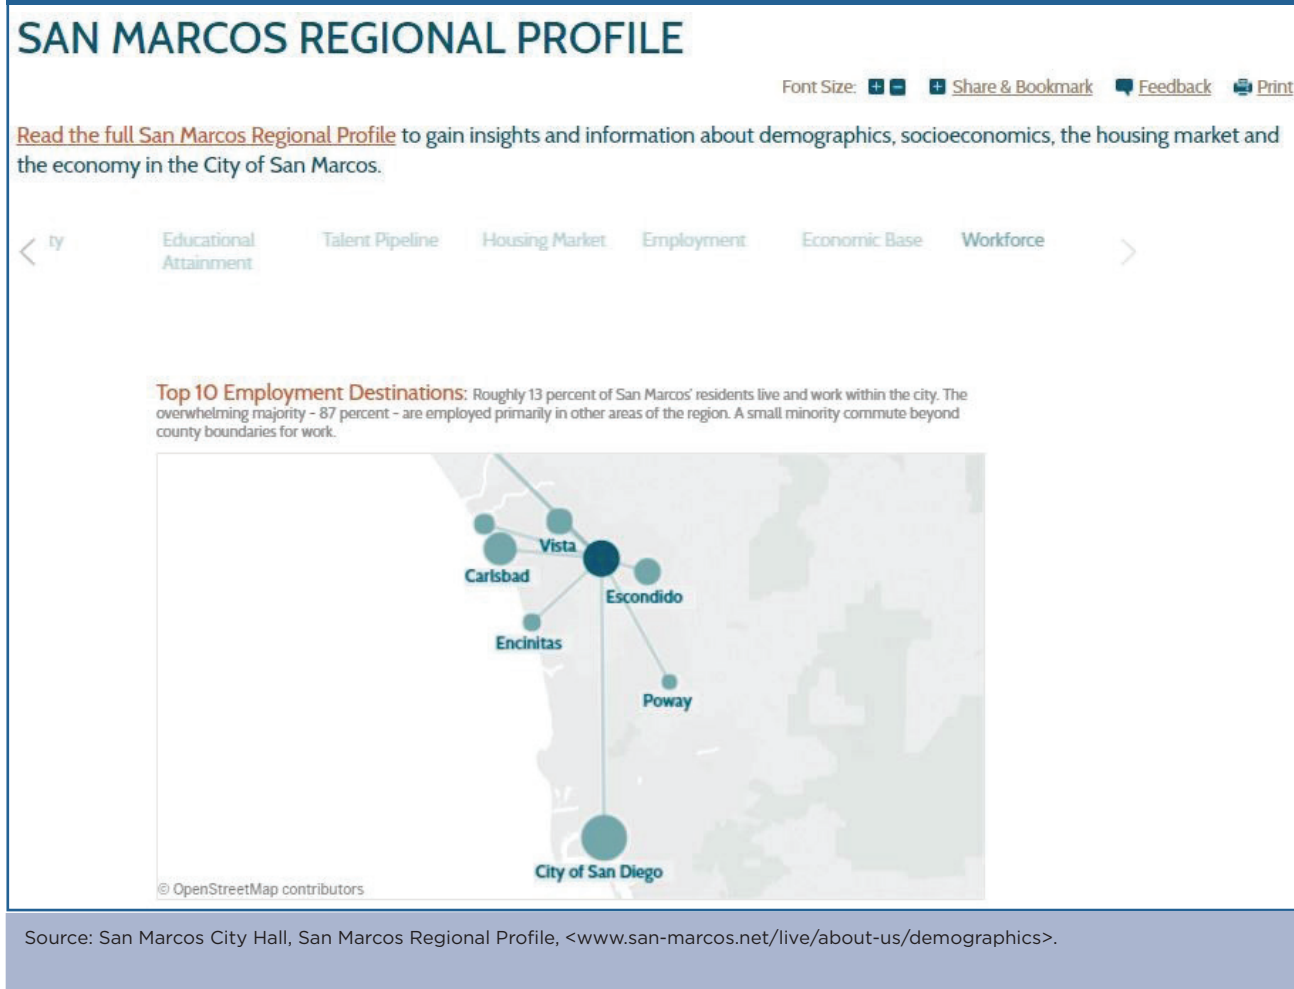 SAN MARCOS REGIONAL PROFILE
Font Size: Share & Bookmark Feedback Print
Read the full San Marcos Regional Profile to gain insights and information about demographics, socioeconomics, the housing market and
the economy in the City of San Marcos.
ty Educational Talent Pipeline Housing Market Employment Economic Base Workforce
Attainment
Top 10 Employment Destinations: Roughly 13 percent of San Marcos' residents live and work within the city. The
overwhelming majority - 87 percent - are employed primarily in other areas of the region. A small minority commute beyond
county boundaries for work.
Vista
Carlsbad
Escondido
Encinitas
Poway
City of San Diego
© OpenStreetMap contributors
Source: San Marcos City Hall, San Marcos Regional Profile, <www.san-marcos.net/live/about-us/demographics>.